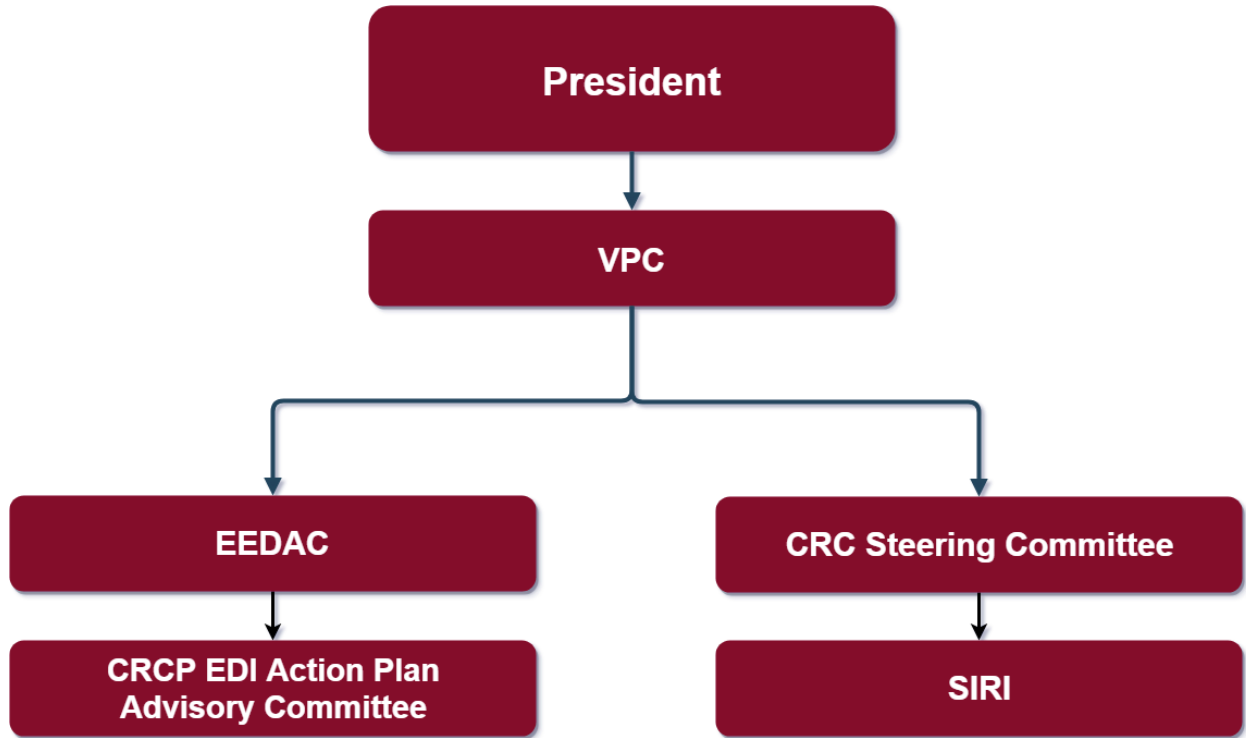 President
VPC
EEDAC
CRC Steering Committee
CRCP EDI Action Plan
Advisory Committee
SIRI